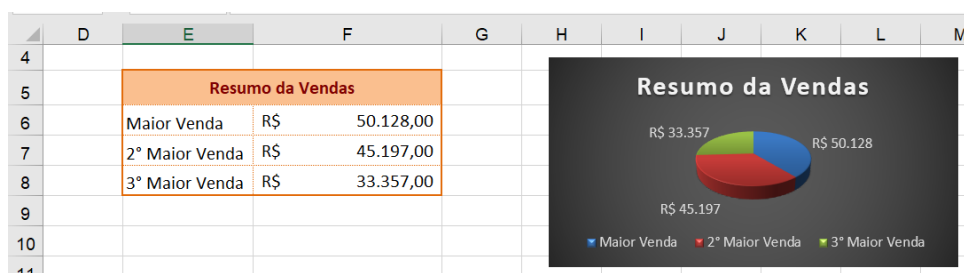 D E F G H I J K L
4
5 Resumo da Vendas
6 Maior Venda R$ 50.128,00
7 2° Maior Venda R$ 45.197,00
8 3° Maior Venda R$ 33.357,00
9
10
Resumo da Vendas
R$ 33.357
R$ 50.128
R$ 45.197
Maior Venda 2° Maior Venda 3° Maior Venda